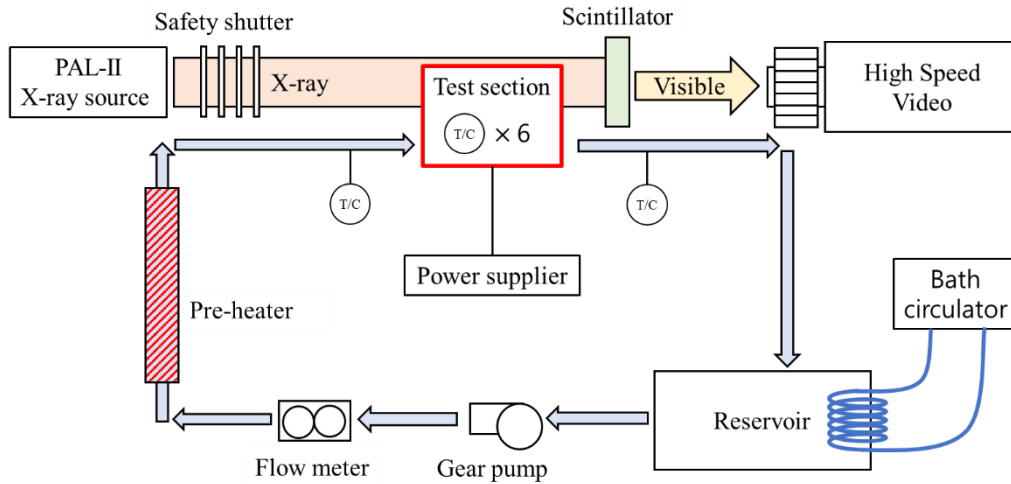 Safety shutter
Scintillator
PAL-II
X-ray source
X-ray
Test section
T/C × 6
Visible
High Speed
Video
T/C
T/C
Power supplier
Pre-heater
Bath
circulator
Reservoir
Flow meter
Gear pump